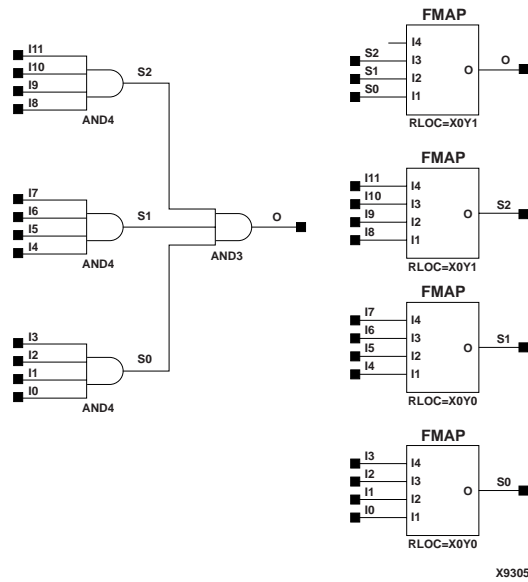 I11
I10
I9
I8
S2
AND4
I7
I6
I5
I4
S1
AND4
O
AND3
I3
I2
I1
I0
S0
AND4
FMAP
I4
S2 I3
S1 I2 O O
S0 I1
RLOC=X0Y1
FMAP
I11 I4
I10 I3
I9 I2 O S2
I8 I1
RLOC=X0Y1
FMAP
I7 I4
I6 I3
I5 I2 O S1
I4 I1
RLOC=X0Y0
FMAP
I3 I4
I2 I3
I1 I2 O S0
I0 I1
RLOC=X0Y0
X9305